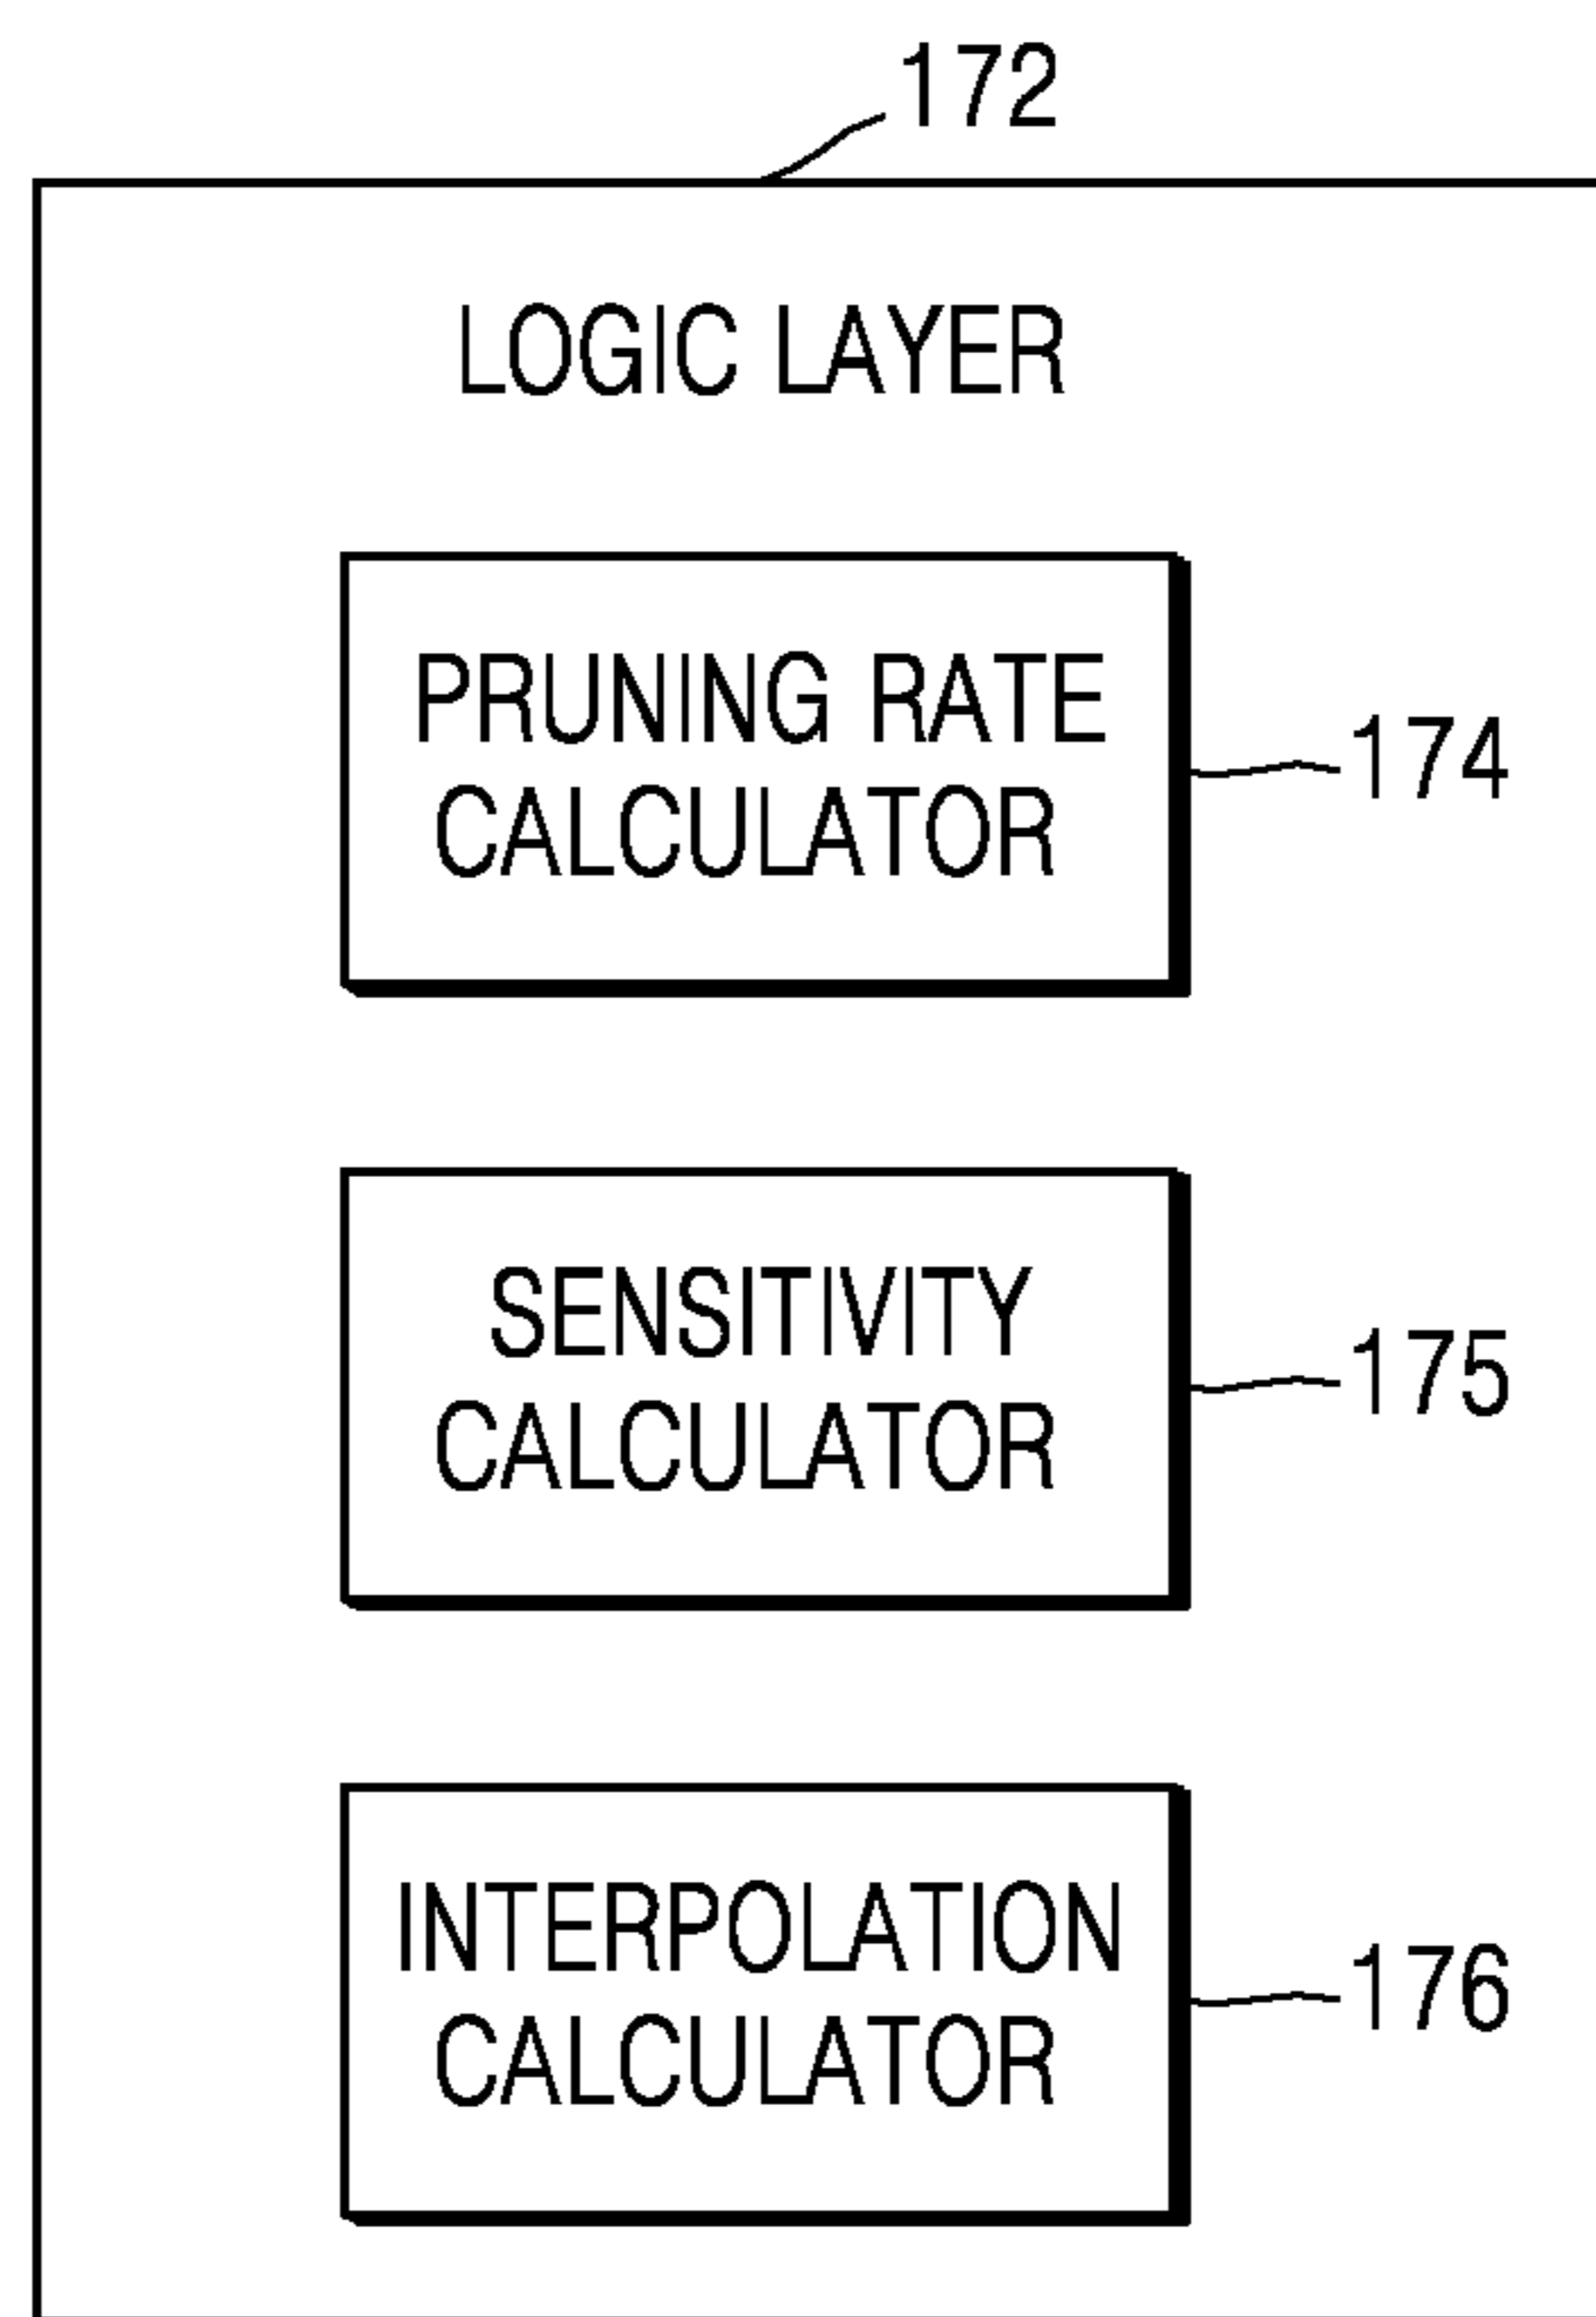 172
LOGIC LAYER
PRUNING RATE
CALCULATOR
174
SENSITIVITY
CALCULATOR
175
INTERPOLATION
CALCULATOR
176